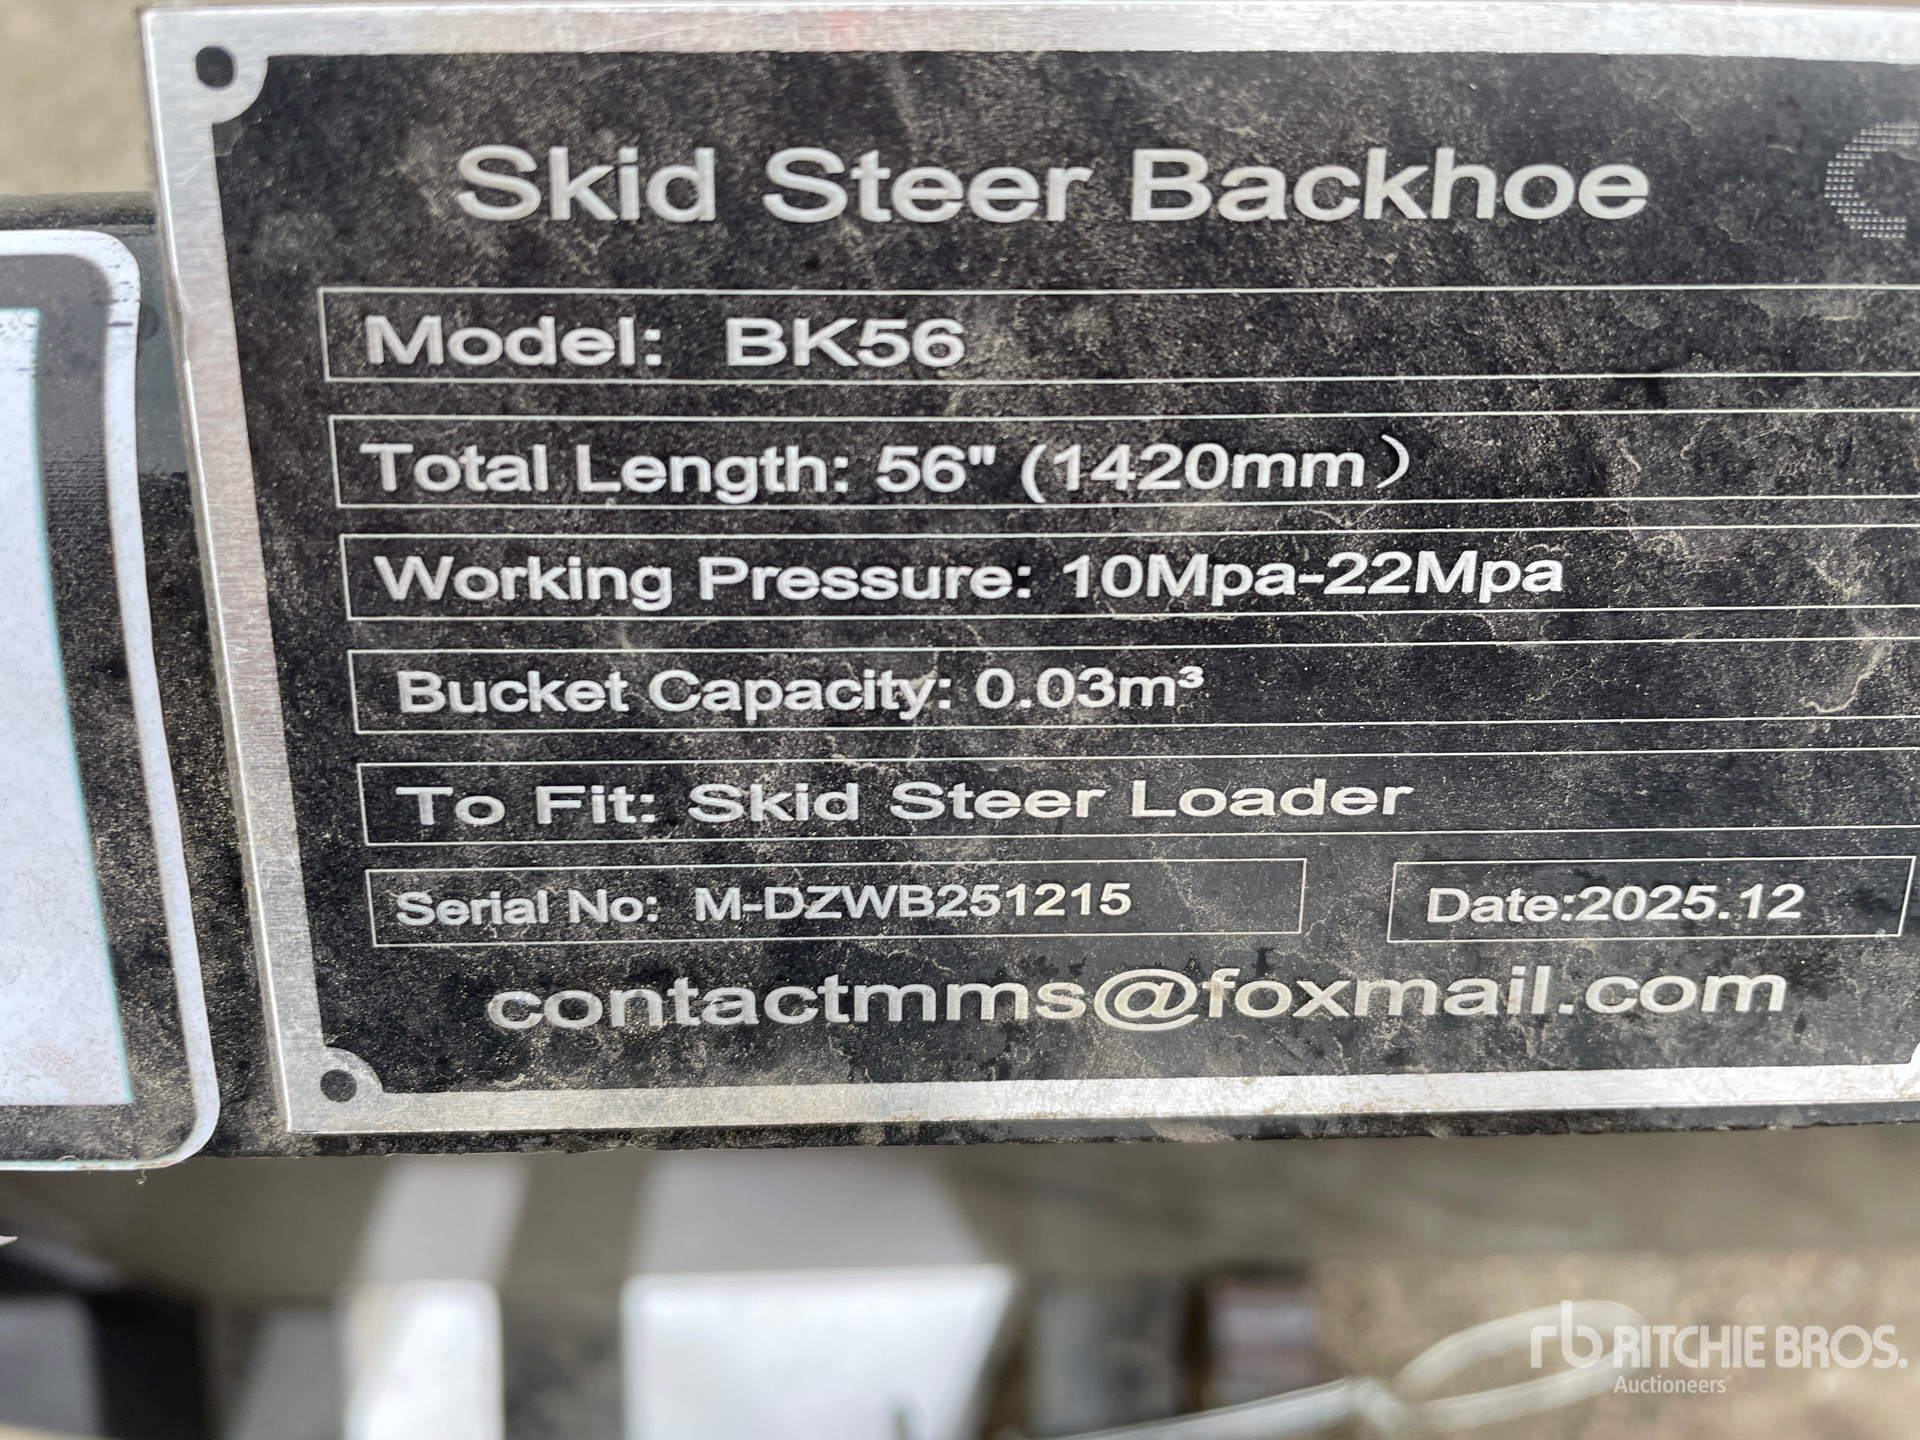 Skid Steer Backhoe
Model: BK56
Total Length: 56" (1420mm）
Working Pressure: 10Mpa-22Mpa
Bucket Capacity: 0.03m³
To Fit: Skid Steer Loader
Serial No: M-DZWB251215
Date:2025.12
contactmms@foxmail.com
rb RITCHIE BROS.
Auctioneers